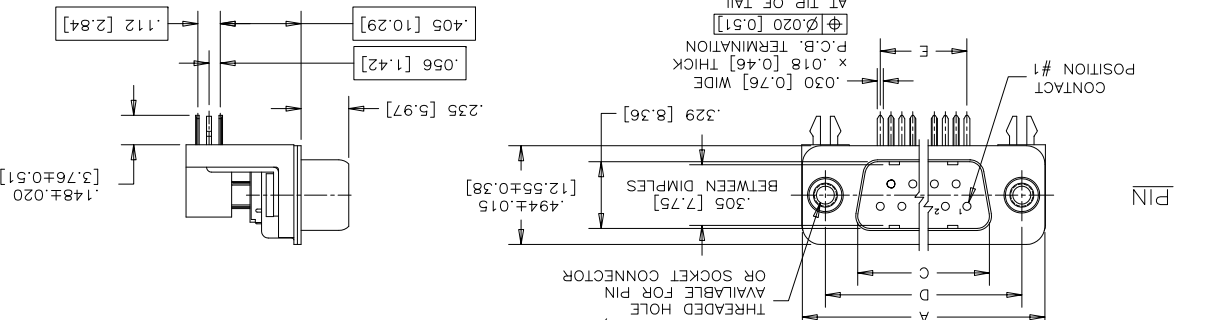 A
D
C
THREADED HOLE
AVAILABLE FOR PIN
OR SOCKET CONNECTOR
PIN
1
2
.305 [7.75]
BETWEEN DIMPLES
.494±.015
[12.55±0.38]
.329 [8.36]
CONTACT
POSITION #1
E
.030 [0.76] WIDE
x .018 [0.46] THICK
P.C.B. TERMINATION
⌖ Ø.020 [0.51]
AT TIP OF TAIL
.148±.020
[3.76±0.51]
.235 [5.97]
.056 [1.42]
.405 [10.29]
.112 [2.84]